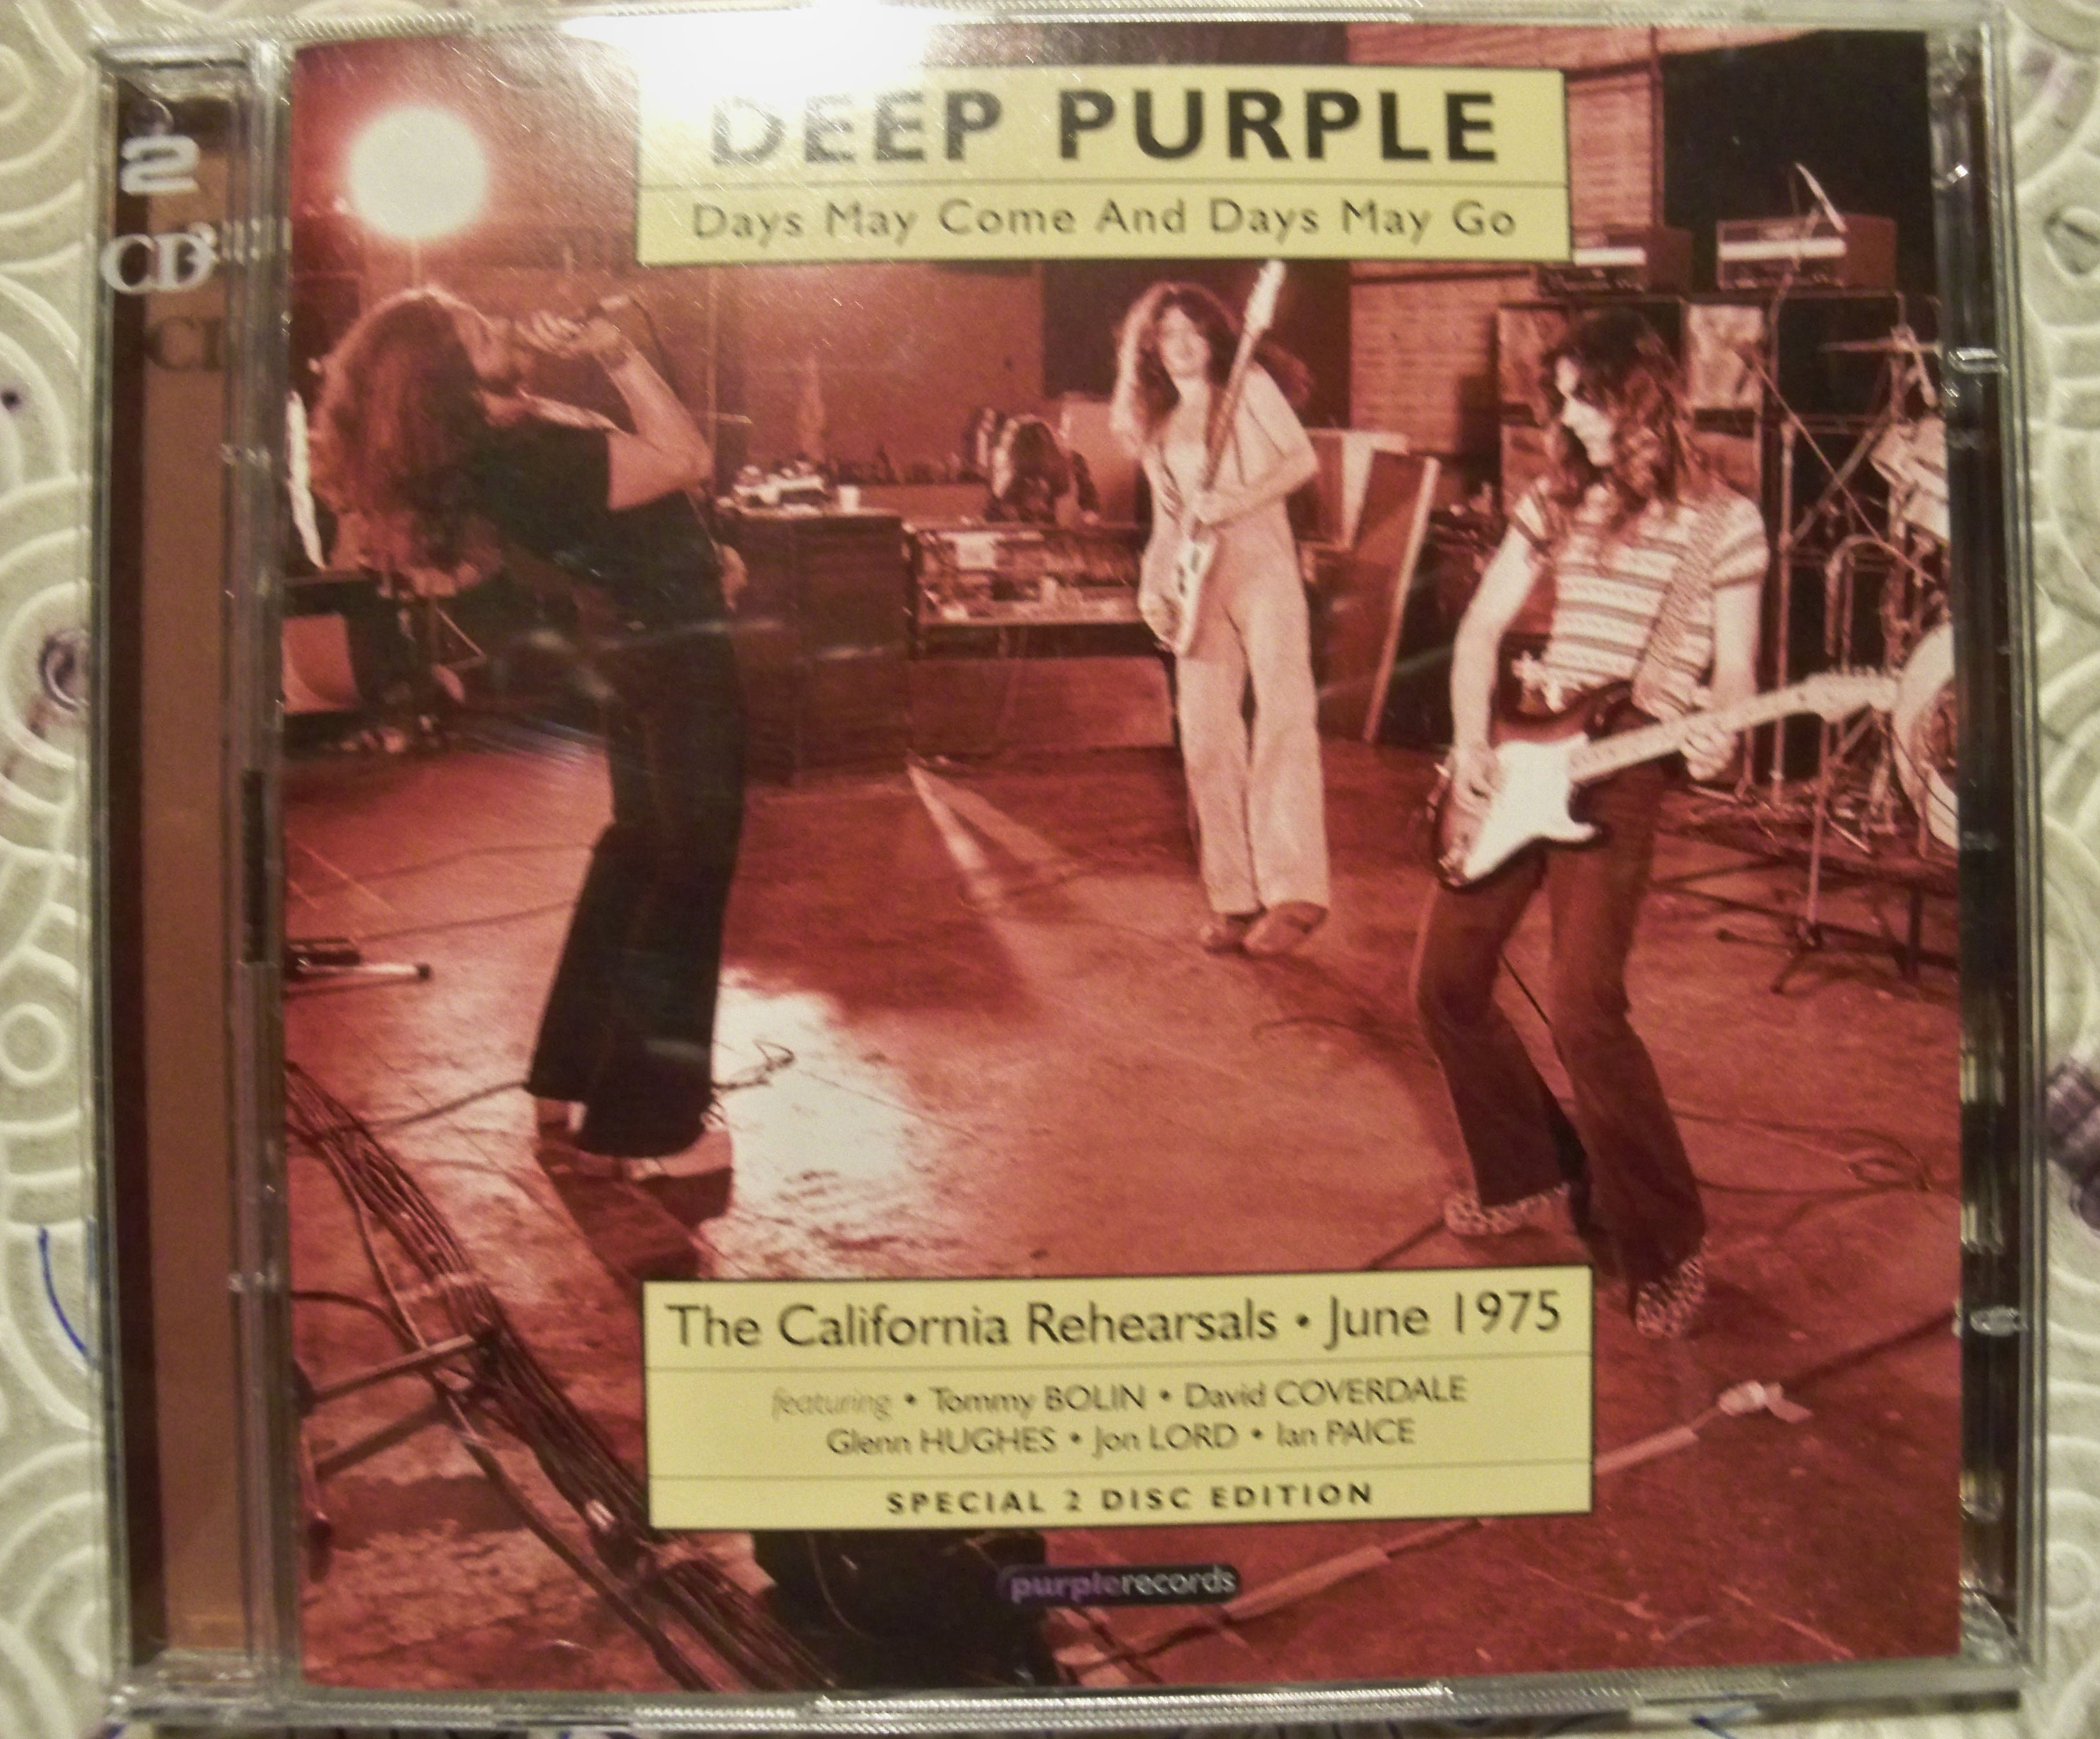 2
CD
DEEP PURPLE
Days May Come And Days May Go
The California Rehearsals • June 1975
featuring • Tommy BOLIN • David COVERDALE
Glenn HUGHES • Jon LORD • Ian PAICE
SPECIAL 2 DISC EDITION
purplerecords